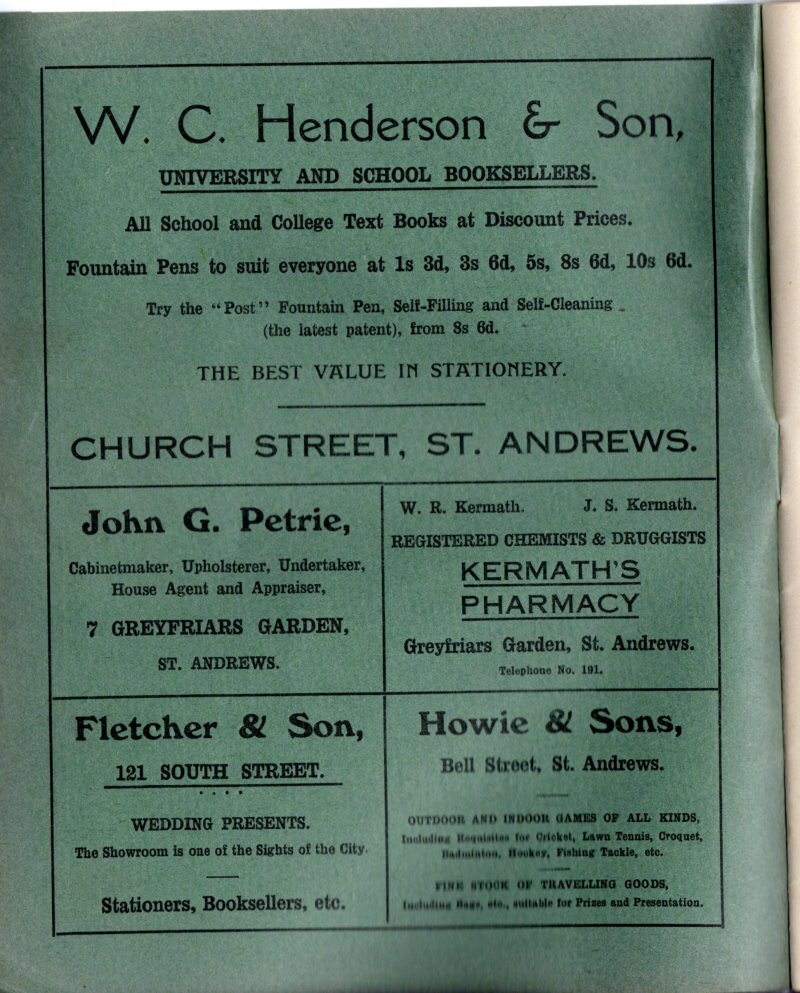 W. C. Henderson & Son,
UNIVERSITY AND SCHOOL BOOKSELLERS.
All School and College Text Books at Discount Prices.
Fountain Pens to suit everyone at 1s 3d, 3s 6d, 5s, 8s 6d, 10s 6d.
Try the "Post" Fountain Pen, Self-Filling and Self-Cleaning
(the latest patent), from 8s 6d.
THE BEST VALUE IN STATIONERY.
CHURCH STREET, ST. ANDREWS.
John G. Petrie,
Cabinetmaker, Upholsterer, Undertaker,
House Agent and Appraiser,
7 GREYFRIARS GARDEN,
ST. ANDREWS.
W. R. Kermath. J. S. Kermath.
REGISTERED CHEMISTS & DRUGGISTS
KERMATH'S
PHARMACY
Greyfriars Garden, St. Andrews.
Telephone No. 191.
Fletcher & Son,
121 SOUTH STREET.
WEDDING PRESENTS.
The Showroom is one of the Sights of the City.
Stationers, Booksellers, etc.
Howie & Sons,
Bell Street, St. Andrews.
OUTDOOR AND INDOOR GAMES OF ALL KINDS,
Including Requisites for Cricket, Lawn Tennis, Croquet,
Badminton, Hockey, Fishing Tackle, etc.
FINE STOCK OF TRAVELLING GOODS,
Including Bags, etc., suitable for Prizes and Presentation.